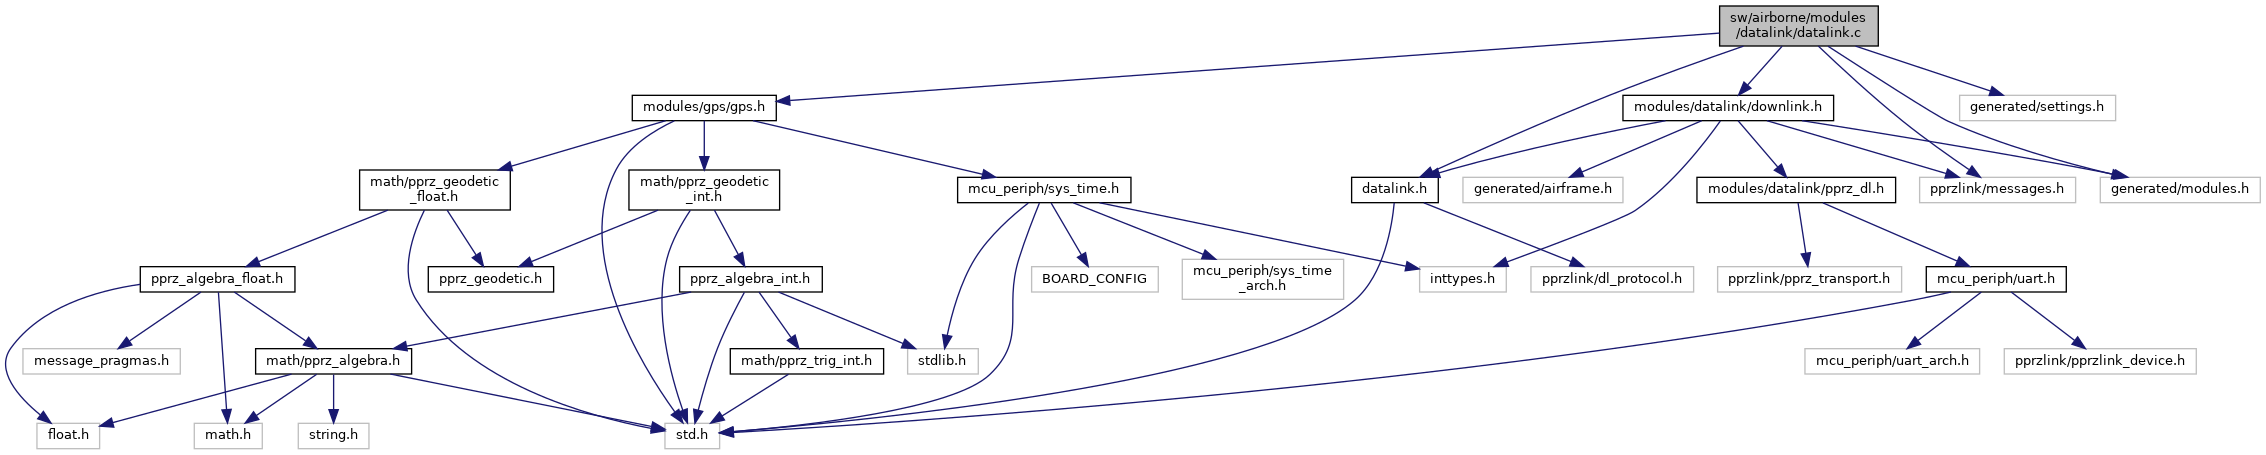 sw/airborne/modules
/datalink/datalink.c
modules/gps/gps.h
modules/datalink/downlink.h
generated/settings.h
math/pprz_geodetic
_float.h
math/pprz_geodetic
_int.h
mcu_periph/sys_time.h
datalink.h
generated/airframe.h
modules/datalink/pprz_dl.h
pprzlink/messages.h
generated/modules.h
pprz_algebra_float.h
pprz_geodetic.h
pprz_algebra_int.h
BOARD_CONFIG
mcu_periph/sys_time
_arch.h
inttypes.h
pprzlink/dl_protocol.h
pprzlink/pprz_transport.h
mcu_periph/uart.h
message_pragmas.h
math/pprz_algebra.h
math/pprz_trig_int.h
stdlib.h
mcu_periph/uart_arch.h
pprzlink/pprzlink_device.h
float.h
math.h
string.h
std.h